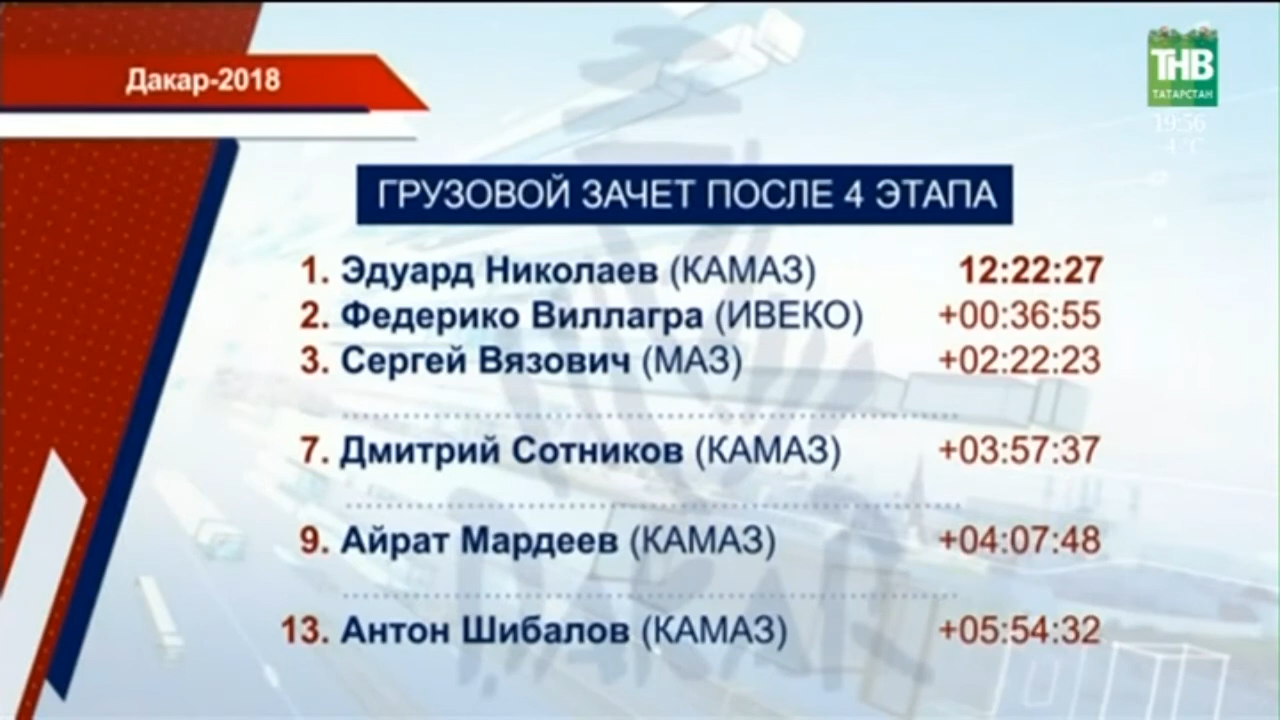 Дакар-2018
ТНВ
ТАТАРСТАН
19:56
ГРУЗОВОЙ ЗАЧЕТ ПОСЛЕ 4 ЭТАПА
1. Эдуард Николаев (КАМАЗ) 12:22:27
2. Федерико Виллагра (ИВЕКО) +00:36:55
3. Сергей Вязович (МАЗ) +02:22:23
7. Дмитрий Сотников (КАМАЗ) +03:57:37
9. Айрат Мардеев (КАМАЗ) +04:07:48
13. Антон Шибалов (КАМАЗ) +05:54:32